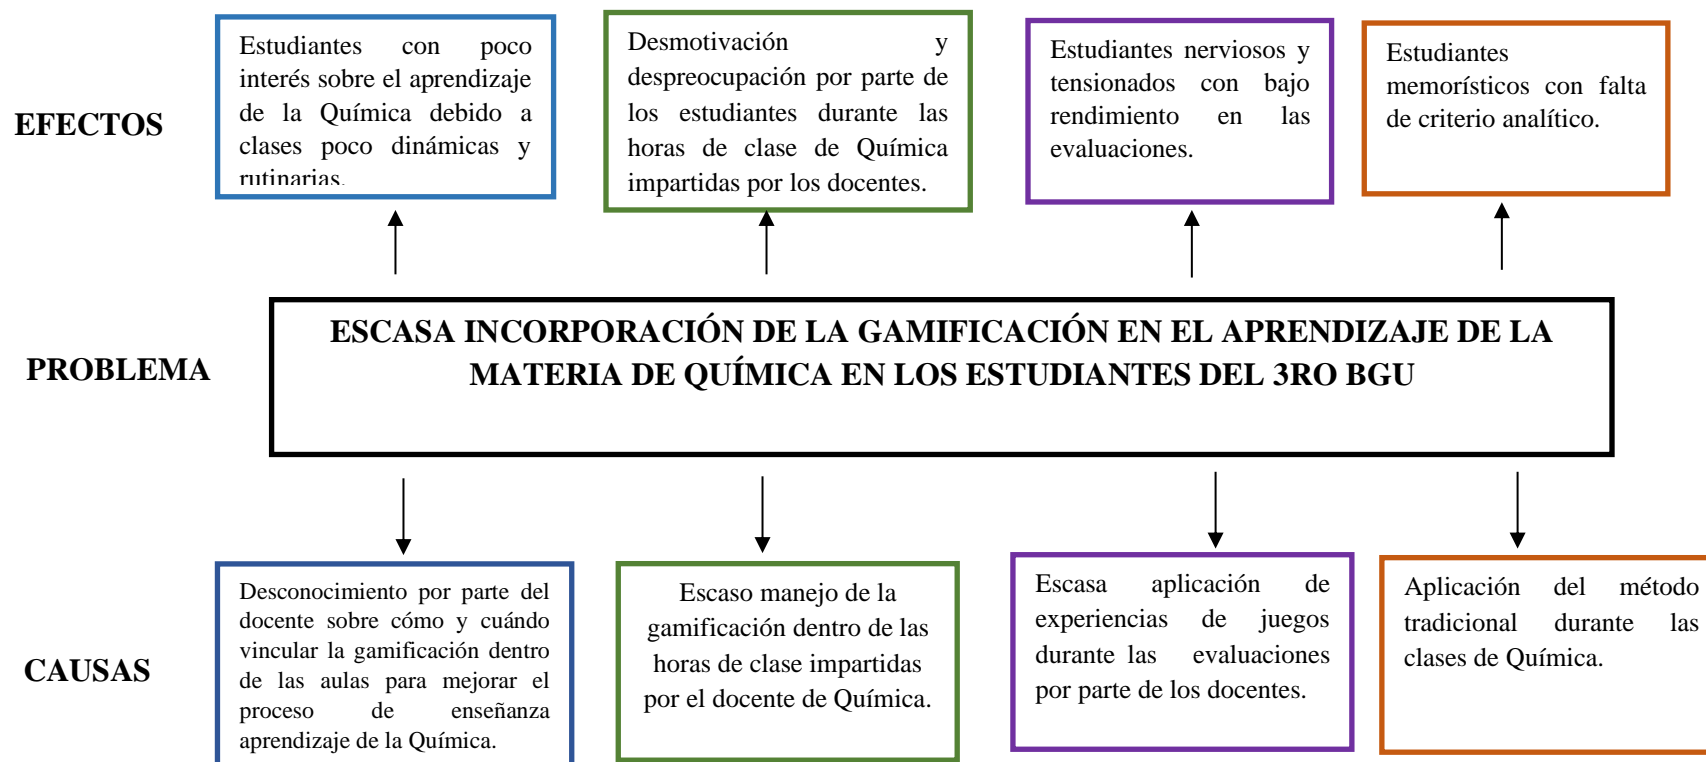 EFECTOS
Estudiantes con poco
interés sobre el aprendizaje
de la Química debido a
clases poco dinámicas y
rutinarias.
Desmotivación y
despreocupación por parte de
los estudiantes durante las
horas de clase de Química
impartidas por los docentes.
Estudiantes nerviosos y
tensionados con bajo
rendimiento en las
evaluaciones.
Estudiantes
memorísticos con falta
de criterio analítico.
PROBLEMA
ESCASA INCORPORACIÓN DE LA GAMIFICACIÓN EN EL APRENDIZAJE DE LA
MATERIA DE QUÍMICA EN LOS ESTUDIANTES DEL 3RO BGU
CAUSAS
Desconocimiento por parte del
docente sobre cómo y cuándo
vincular la gamificación dentro
de las aulas para mejorar el
proceso de enseñanza
aprendizaje de la Química.
Escaso manejo de la
gamificación dentro de las
horas de clase impartidas
por el docente de Química.
Escasa aplicación de
experiencias de juegos
durante las evaluaciones
por parte de los docentes.
Aplicación del método
tradicional durante las
clases de Química.